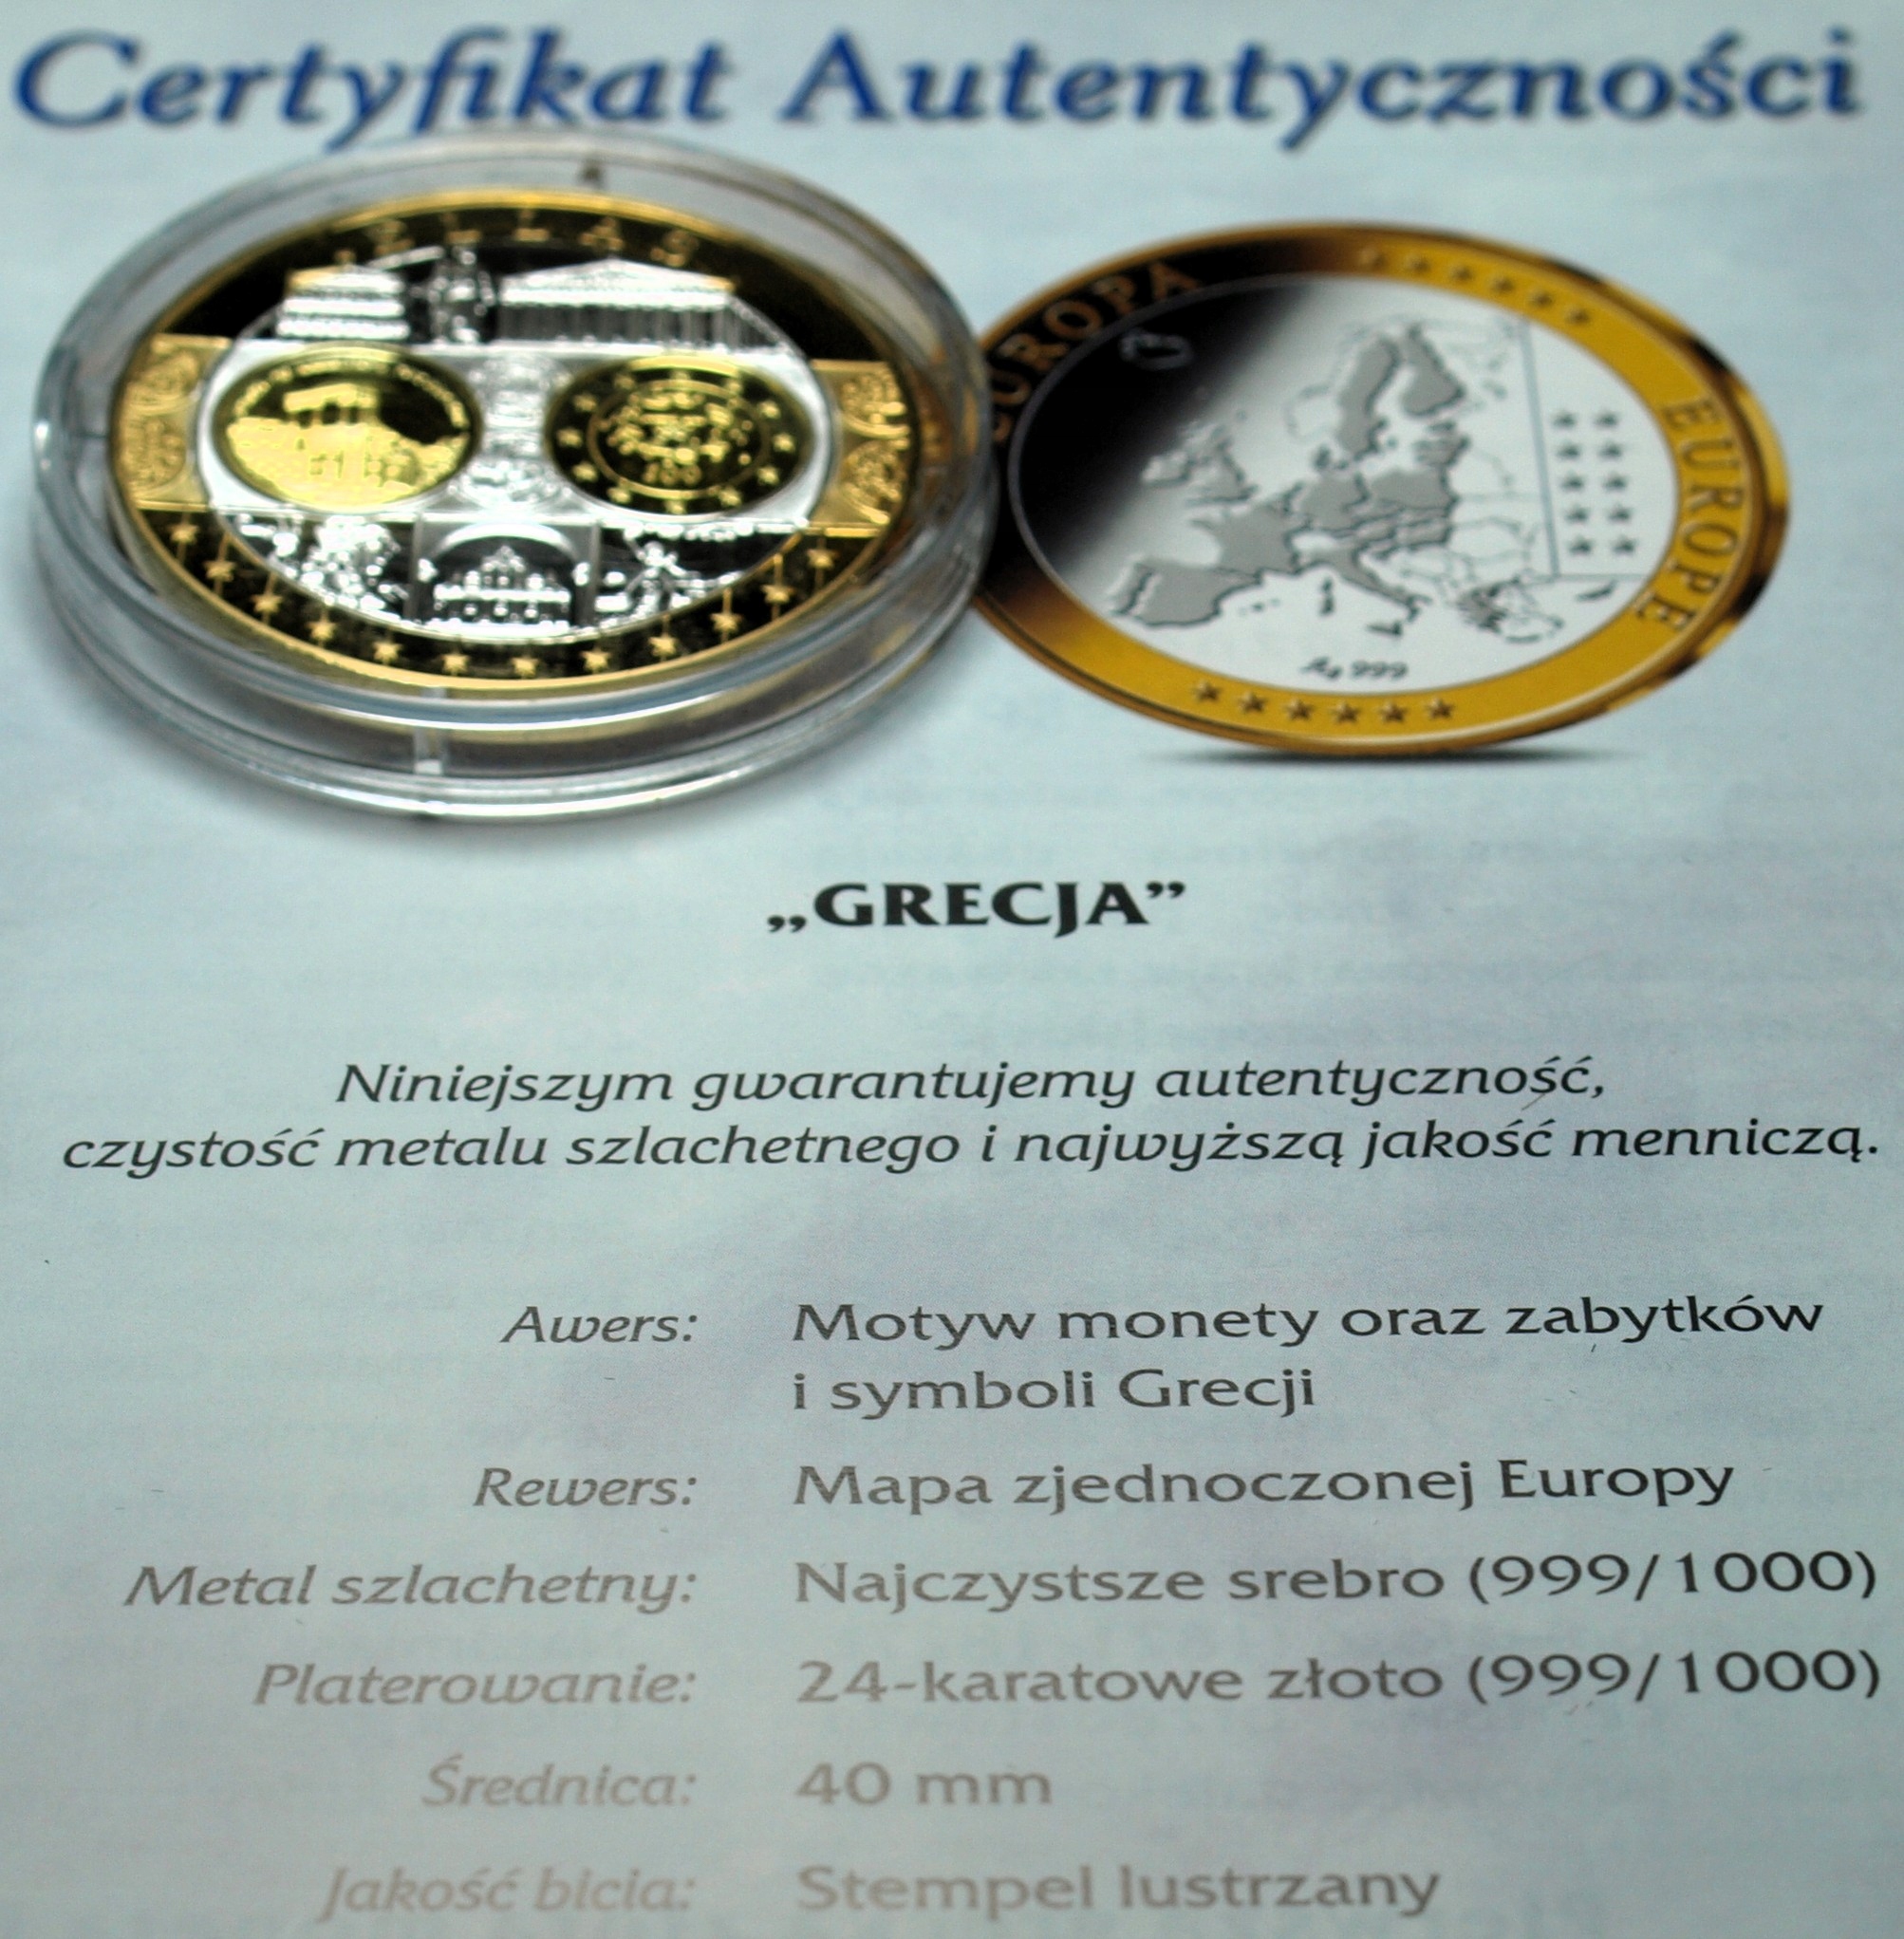 Certyfikat Autentyczności
ELLAS
EUROPA
EUROPE
100
Ag 999
„GRECJA”
Niniejszym gwarantujemy autentyczność,
czystość metalu szlachetnego i najwyższą jakość menniczą.
Awers: Motyw monety oraz zabytków
i symboli Grecji
Rewers: Mapa zjednoczonej Europy
Metal szlachetny: Najczystsze srebro (999/1000)
Platerowanie: 24-karatowe złoto (999/1000)
Średnica: 40 mm
Jakość bicia: Stempel lustrzany